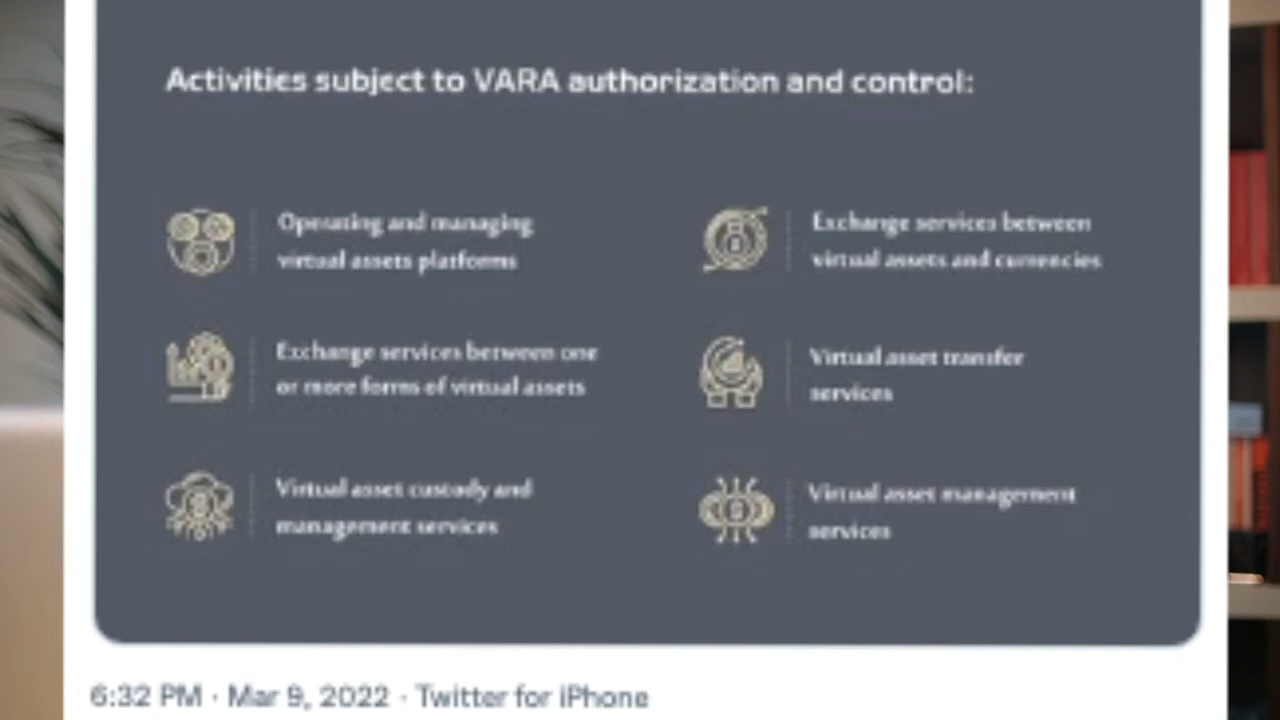 Activities subject to VARA authorization and control:
Operating and managing
virtual assets platforms
Exchange services between
virtual assets and currencies
Exchange services between one
or more forms of virtual assets
Virtual asset transfer
services
Virtual asset custody and
management services
Virtual asset management
services
6:32 PM · Mar 9, 2022 · Twitter for iPhone